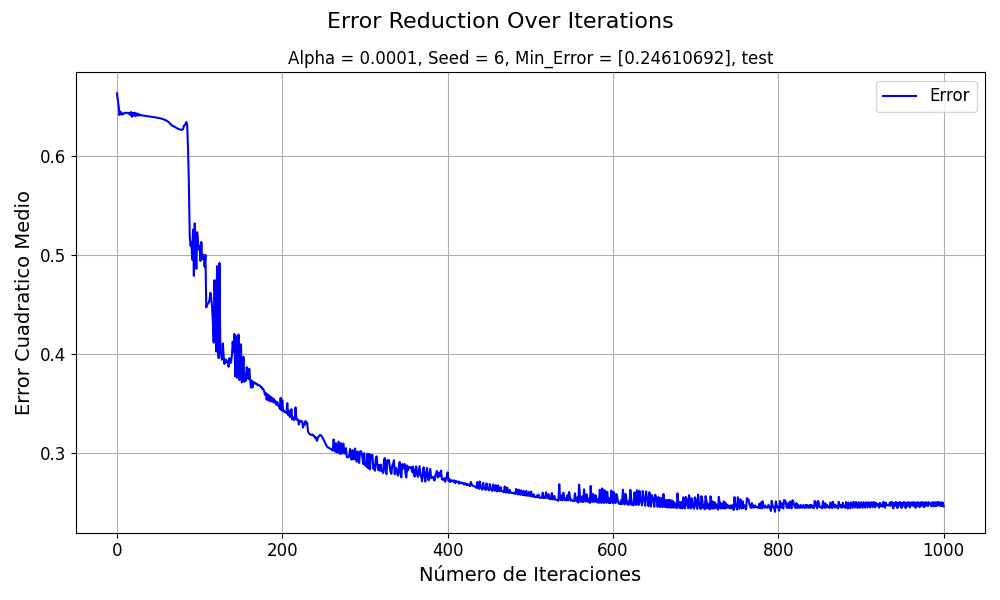 Error Reduction Over Iterations
Alpha = 0.0001, Seed = 6, Min_Error = [0.24610692], test
Error
Error Cuadratico Medio
0.6
0.5
0.4
0.3
0 200 400 600 800 1000
Número de Iteraciones